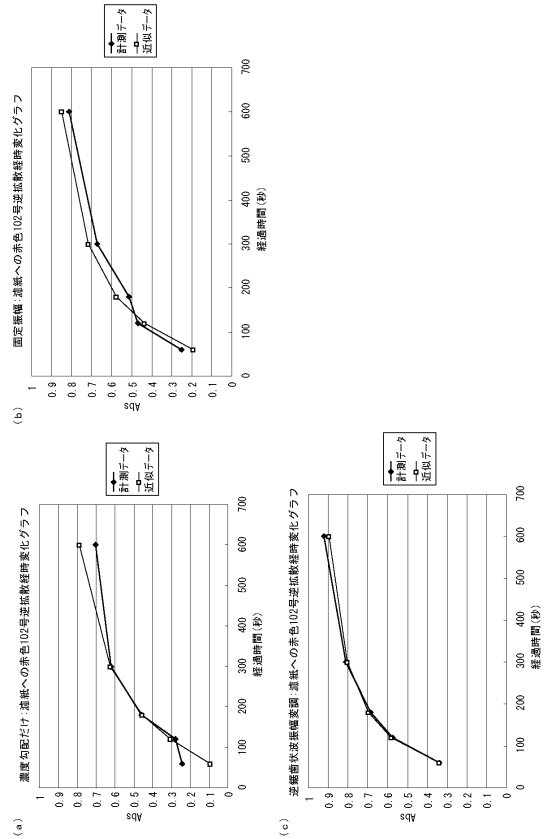 (a)
濃度勾配だけ:濾紙への赤色102号逆拡散経時変化グラフ
1
0.9
0.8
0.7
0.6
0.5
0.4
0.3
0.2
0.1
0
Abs
0 100 200 300 400 500 600 700
経過時間(秒)
計測データ
近似データ
(b)
固定振幅:濾紙への赤色102号逆拡散経時変化グラフ
1
0.9
0.8
0.7
0.6
0.5
0.4
0.3
0.2
0.1
0
Abs
0 100 200 300 400 500 600 700
経過時間(秒)
計測データ
近似データ
(c)
逆鋸歯状波振幅変調:濾紙への赤色102号逆拡散経時変化グラフ
1
0.9
0.8
0.7
0.6
0.5
0.4
0.3
0.2
0.1
0
Abs
0 100 200 300 400 500 600 700
経過時間(秒)
計測データ
近似データ